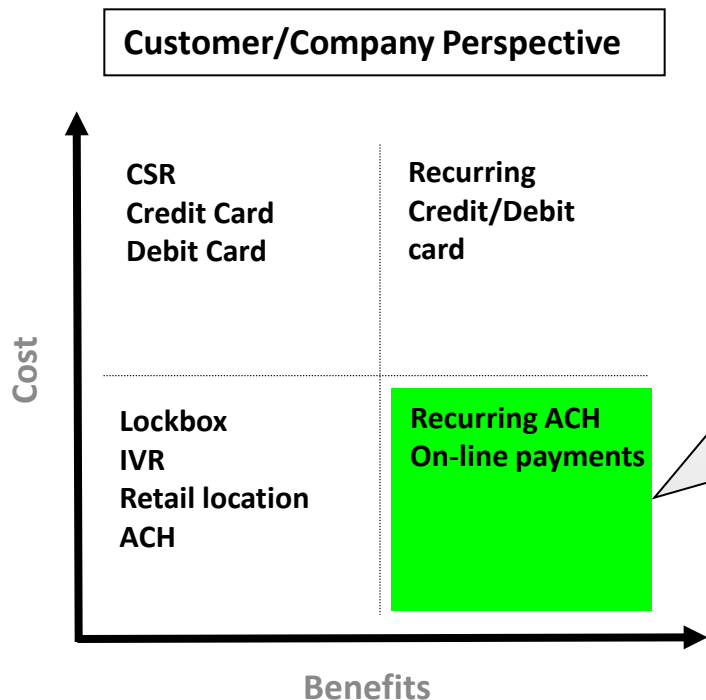 Customer/Company Perspective
CSR
Credit Card
Debit Card
Recurring
Credit/Debit
card
Cost
Lockbox
IVR
Retail location
ACH
Recurring ACH
On-line payments
Benefits